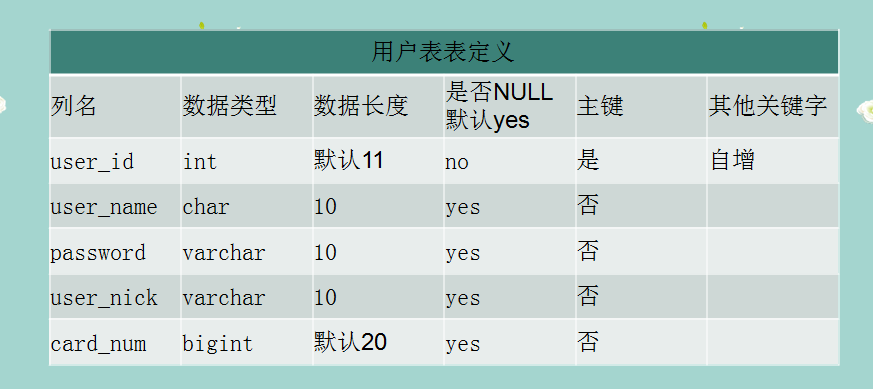 用户表表定义
列名 数据类型 数据长度 是否NULL 主键 其他关键字
默认yes
user_id int 默认11 no 是 自增
user_name char 10 yes 否
password varchar 10 yes 否
user_nick varchar 10 yes 否
card_num bigint 默认20 yes 否